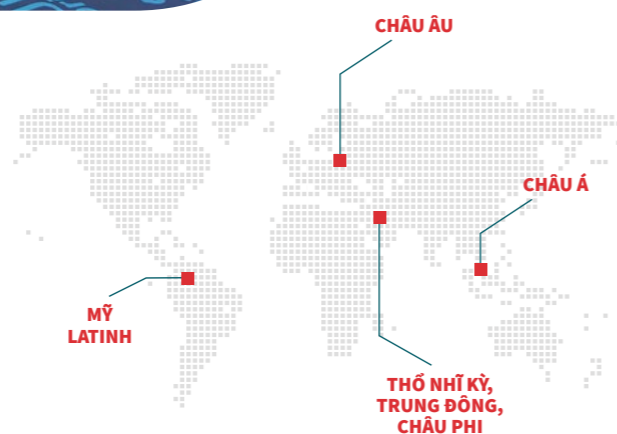 CHÂU ÂU
CHÂU Á
MỸ
LATINH
THỔ NHĨ KỲ,
TRUNG ĐÔNG,
CHÂU PHI